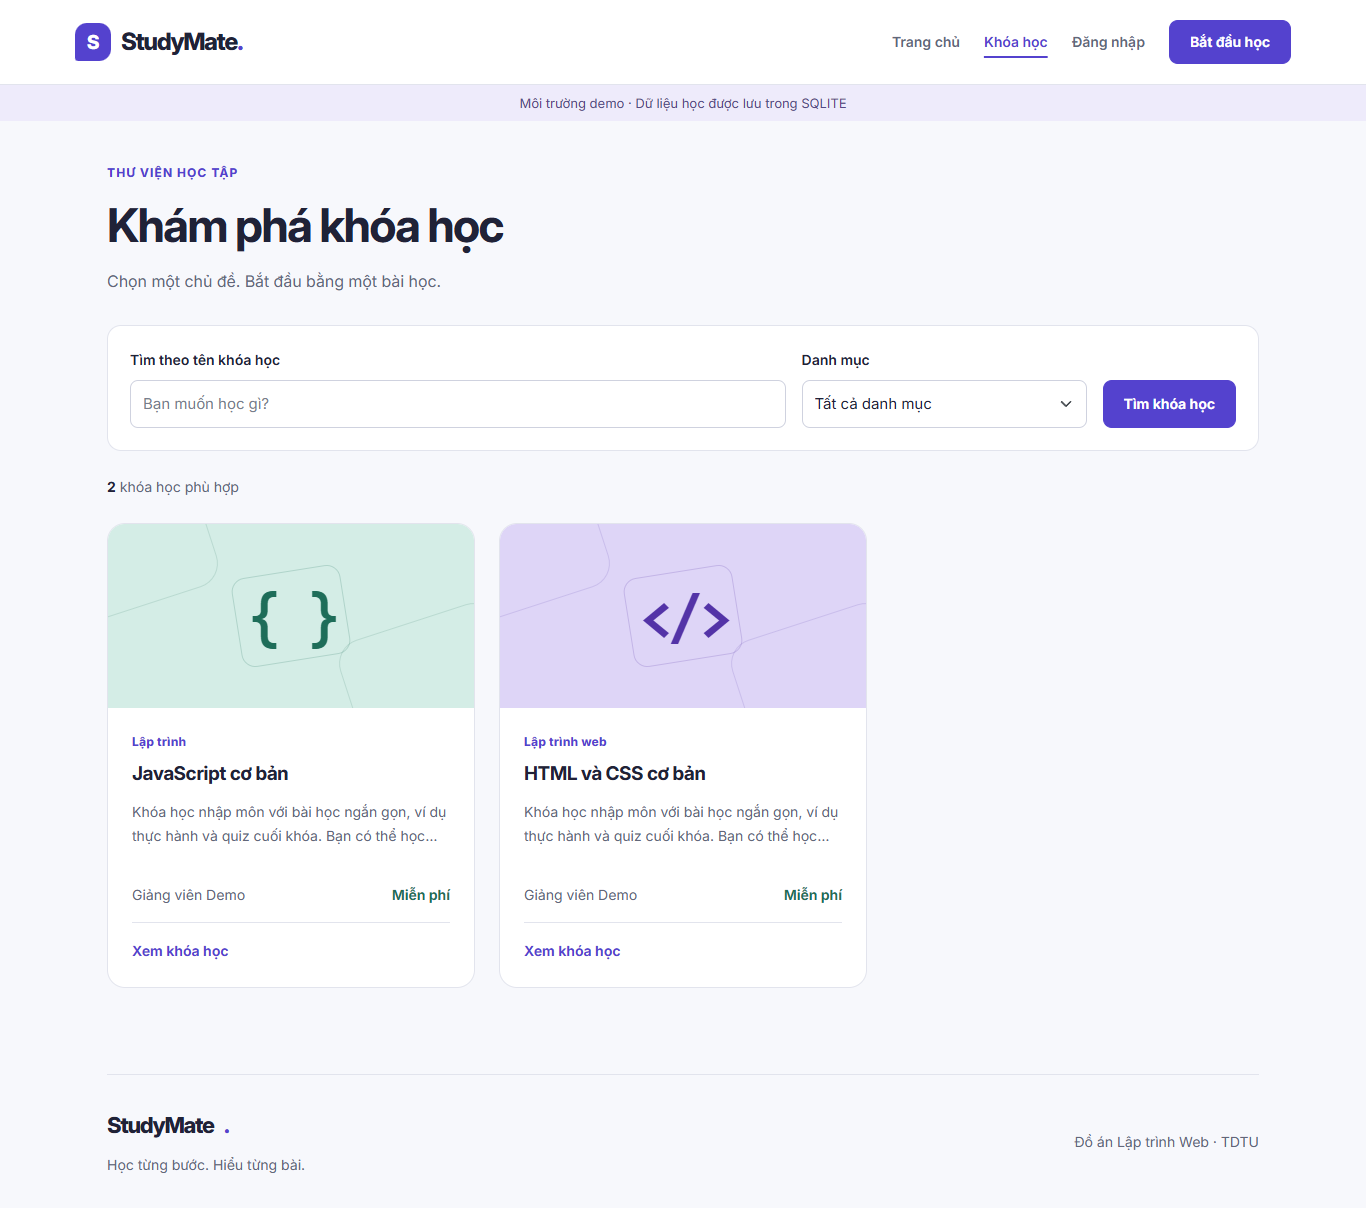 S StudyMate.
Trang chủ Khóa học Đăng nhập Bắt đầu học
Môi trường demo · Dữ liệu học được lưu trong SQLITE
THƯ VIỆN HỌC TẬP
Khám phá khóa học
Chọn một chủ đề. Bắt đầu bằng một bài học.
Tìm theo tên khóa học
Bạn muốn học gì?
Danh mục
Tất cả danh mục
Tìm khóa học
2 khóa học phù hợp
{ }
Lập trình
JavaScript cơ bản
Khóa học nhập môn với bài học ngắn gọn, ví dụ
thực hành và quiz cuối khóa. Bạn có thể học...
Giảng viên Demo Miễn phí
Xem khóa học
</>
Lập trình web
HTML và CSS cơ bản
Khóa học nhập môn với bài học ngắn gọn, ví dụ
thực hành và quiz cuối khóa. Bạn có thể học...
Giảng viên Demo Miễn phí
Xem khóa học
StudyMate .
Học từng bước. Hiểu từng bài.
Đồ án Lập trình Web · TDTU